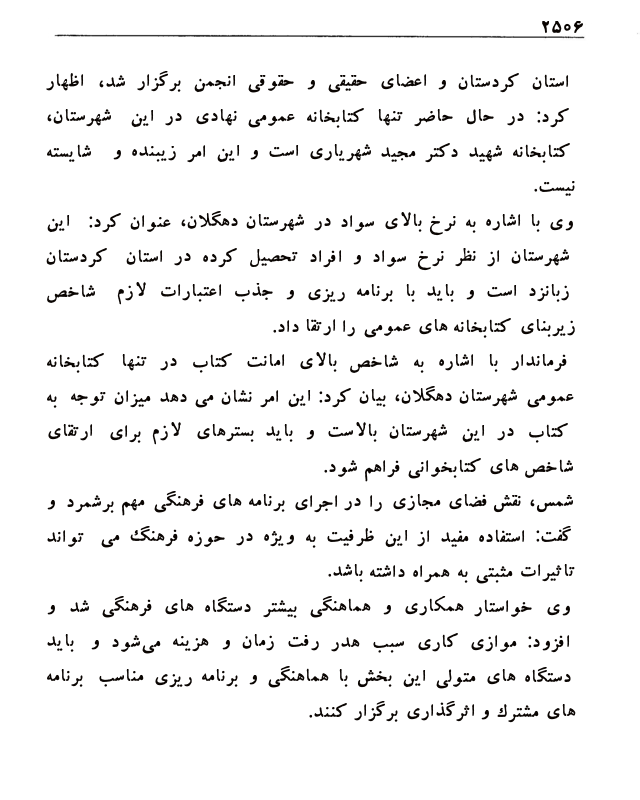 ۲۵۰۶
استان کردستان و اعضای حقیقی و حقوقی انجمن برگزار شد، اظهار
کرد: در حال حاضر تنها کتابخانه عمومی نهادی در این شهرستان،
کتابخانه شهید دکتر مجید شهریاری است و این امر زیبنده و شایسته
نیست.
وی با اشاره به نرخ بالای سواد در شهرستان دهگلان، عنوان کرد: این
شهرستان از نظر نرخ سواد و افراد تحصیل کرده در استان کردستان
زبانزد است و باید با برنامه ریزی و جذب اعتبارات لازم شاخص
زیربنای کتابخانه های عمومی را ارتقا داد.
فرماندار با اشاره به شاخص بالای امانت کتاب در تنها کتابخانه
عمومی شهرستان دهگلان، بیان کرد: این امر نشان می دهد میزان توجه به
کتاب در این شهرستان بالاست و باید بسترهای لازم برای ارتقای
شاخص های کتابخوانی فراهم شود.
شمس، نقش فضای مجازی را در اجرای برنامه های فرهنگی مهم برشمرد و
گفت: استفاده مفید از این ظرفیت به ویژه در حوزه فرهنگ می تواند
تاثیرات مثبتی به همراه داشته باشد.
وی خواستار همکاری و هماهنگی بیشتر دستگاه های فرهنگی شد و
افزود: موازی کاری سبب هدر رفت زمان و هزینه می‌شود و باید
دستگاه های متولی این بخش با هماهنگی و برنامه ریزی مناسب برنامه
های مشترک و اثرگذاری برگزار کنند.